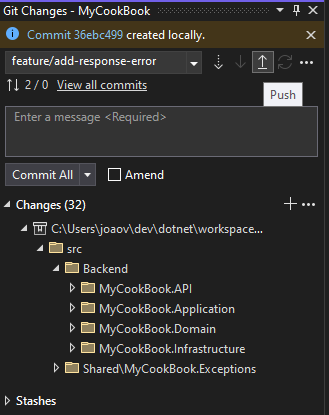 Git Changes - MyCookBook
Commit 36ebc499 created locally.
feature/add-response-error
2 / 0 View all commits
Push
Enter a message <Required>
Commit All Amend
Changes (32)
C:\Users\joaov\dev\dotnet\workspace...
src
Backend
MyCookBook.API
MyCookBook.Application
MyCookBook.Domain
MyCookBook.Infrastructure
Shared\MyCookBook.Exceptions
Stashes